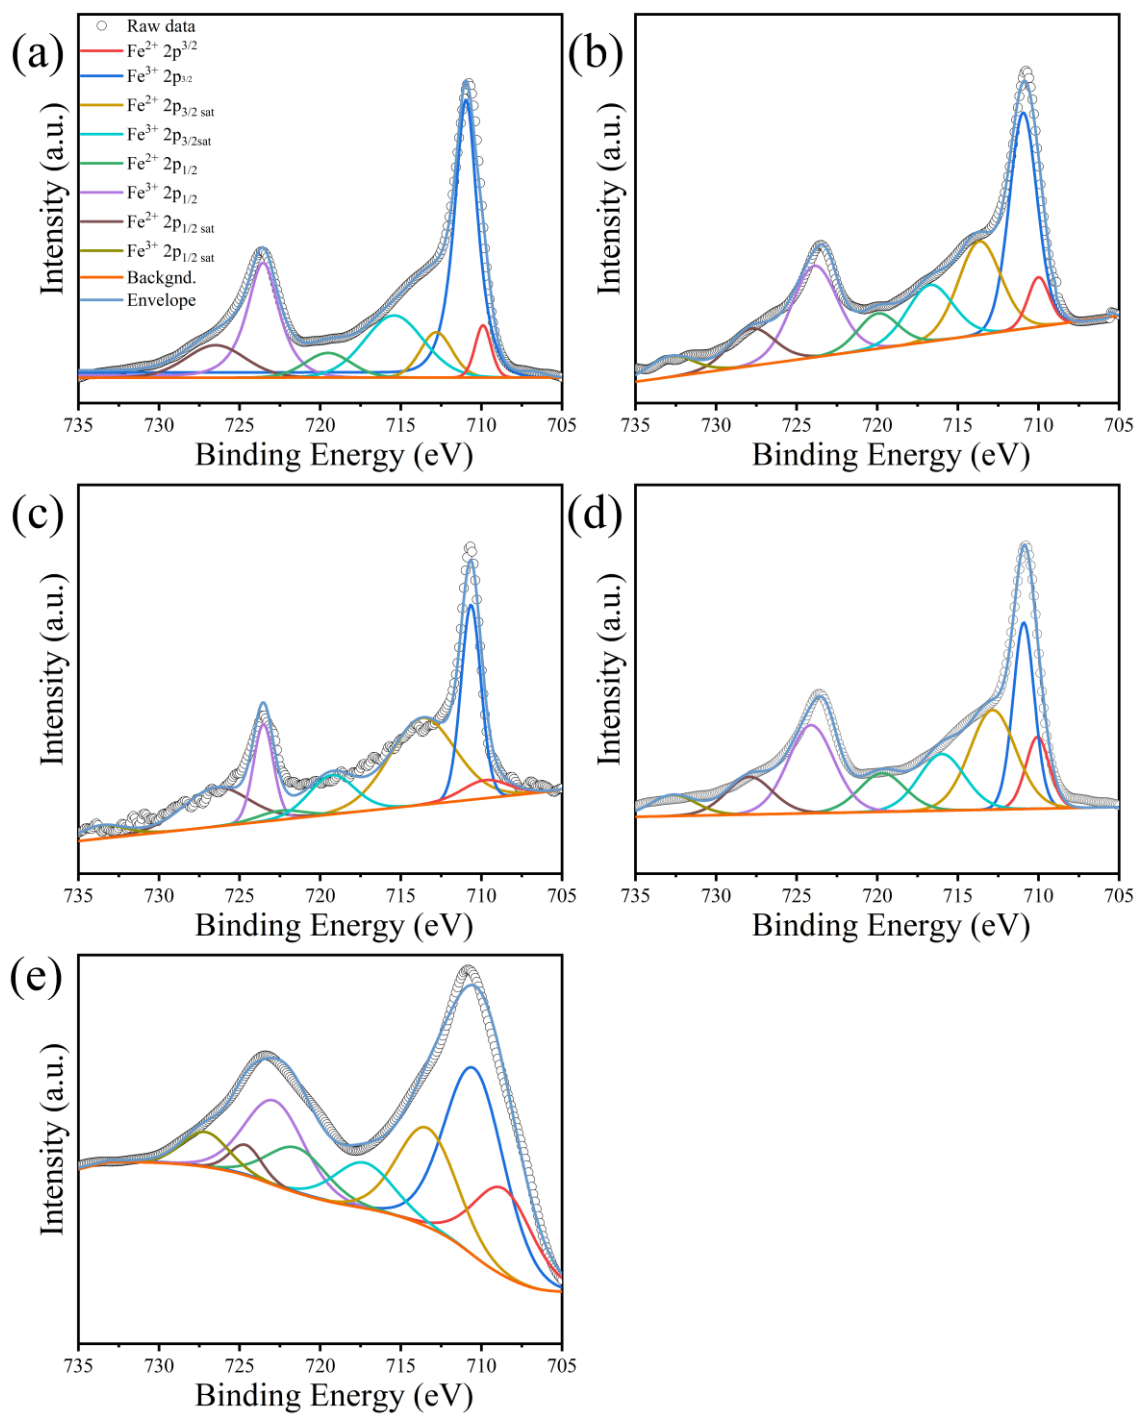 (a)
Raw data
Fe²⁺ 2p³ᐟ²
Fe³⁺ 2p₃/₂
Fe²⁺ 2p₃/₂ sat
Fe³⁺ 2p₃/₂sat
Fe²⁺ 2p₁/₂
Fe³⁺ 2p₁/₂
Fe²⁺ 2p₁/₂ sat
Fe³⁺ 2p₁/₂ sat
Backgnd.
Envelope
Intensity (a.u.)
735 730 725 720 715 710 705
Binding Energy (eV)
(b)
Intensity (a.u.)
735 730 725 720 715 710 705
Binding Energy (eV)
(c)
Intensity (a.u.)
735 730 725 720 715 710 705
Binding Energy (eV)
(d)
Intensity (a.u.)
735 730 725 720 715 710 705
Binding Energy (eV)
(e)
Intensity (a.u.)
735 730 725 720 715 710 705
Binding Energy (eV)